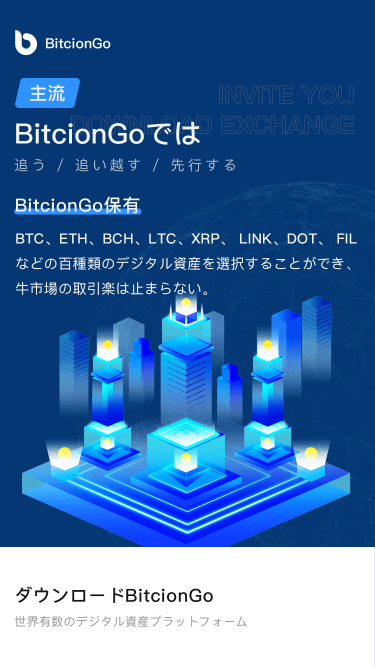 BitcionGo
主流
INVITE YOU
DOWNLOAD EXCHANGE
BitcionGoでは
追う / 追い越す / 先行する
BitcionGo保有
BTC、ETH、BCH、LTC、XRP、 LINK、DOT、 FIL
などの百種類のデジタル資産を選択することができ、
牛市場の取引楽は止まらない。
ダウンロードBitcionGo
世界有数のデジタル資産プラットフォーム